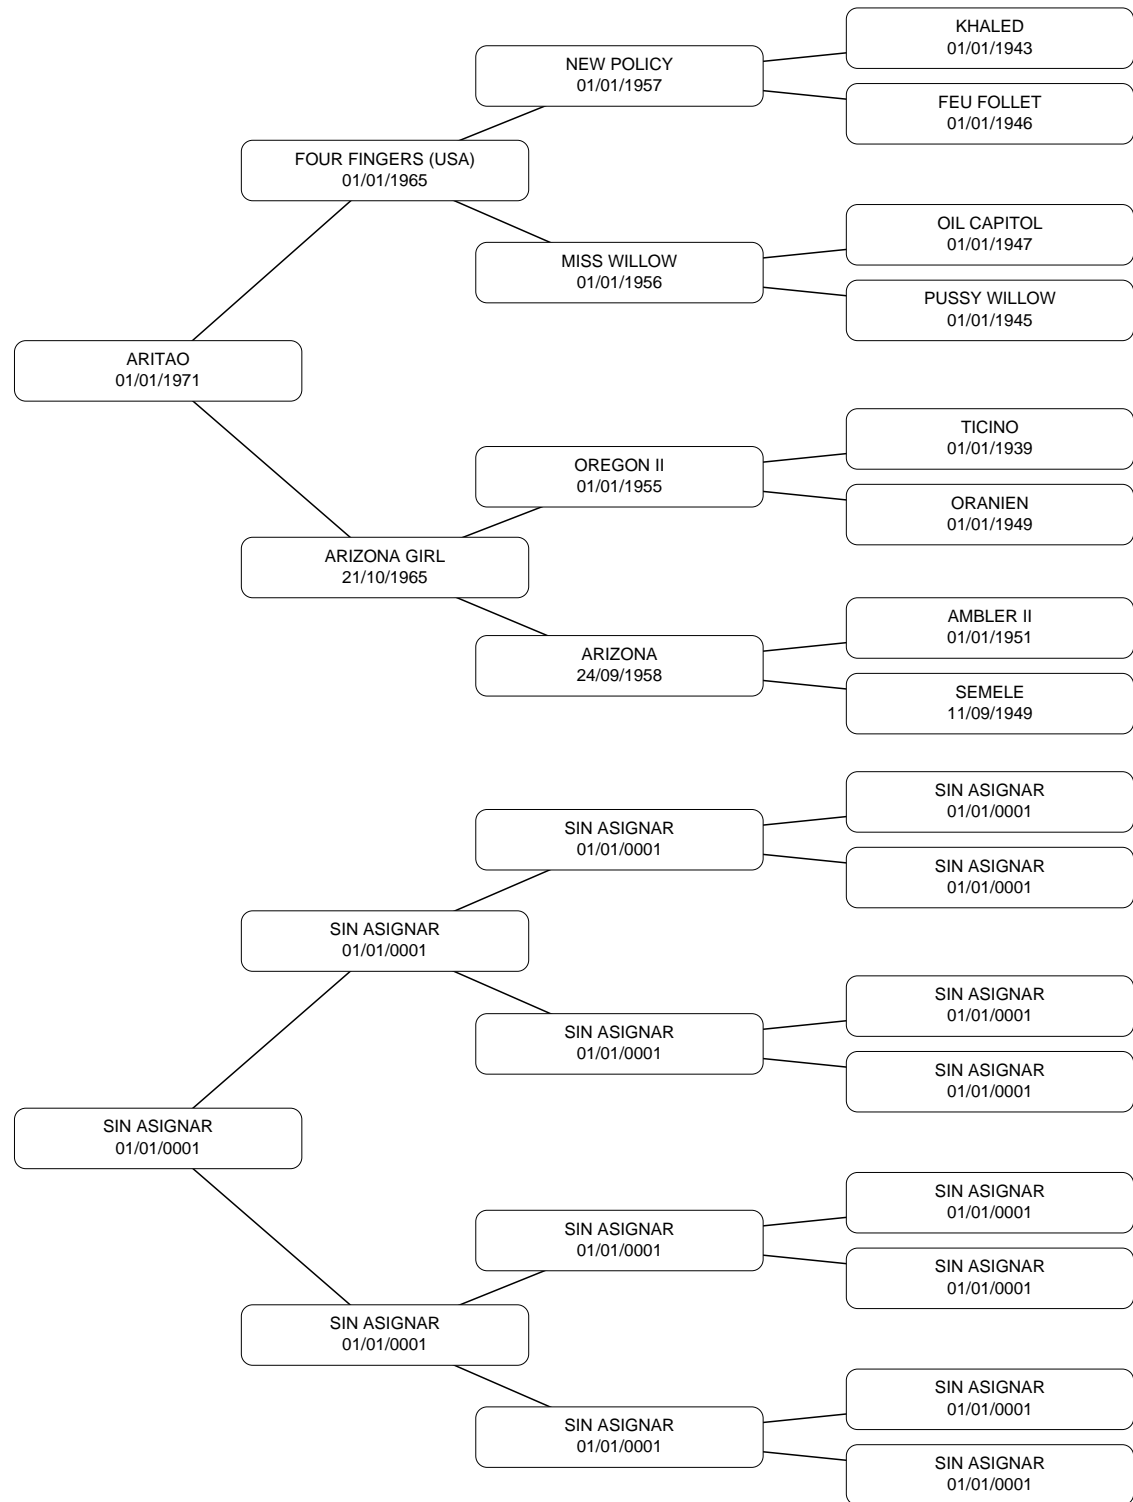 KHALED
01/01/1943
NEW POLICY
01/01/1957
FEU FOLLET
01/01/1946
FOUR FINGERS (USA)
01/01/1965
OIL CAPITOL
01/01/1947
MISS WILLOW
01/01/1956
PUSSY WILLOW
01/01/1945
ARITAO
01/01/1971
TICINO
01/01/1939
OREGON II
01/01/1955
ORANIEN
01/01/1949
ARIZONA GIRL
21/10/1965
AMBLER II
01/01/1951
ARIZONA
24/09/1958
SEMELE
11/09/1949
SIN ASIGNAR
01/01/0001
SIN ASIGNAR
01/01/0001
SIN ASIGNAR
01/01/0001
SIN ASIGNAR
01/01/0001
SIN ASIGNAR
01/01/0001
SIN ASIGNAR
01/01/0001
SIN ASIGNAR
01/01/0001
SIN ASIGNAR
01/01/0001
SIN ASIGNAR
01/01/0001
SIN ASIGNAR
01/01/0001
SIN ASIGNAR
01/01/0001
SIN ASIGNAR
01/01/0001
SIN ASIGNAR
01/01/0001
SIN ASIGNAR
01/01/0001
SIN ASIGNAR
01/01/0001